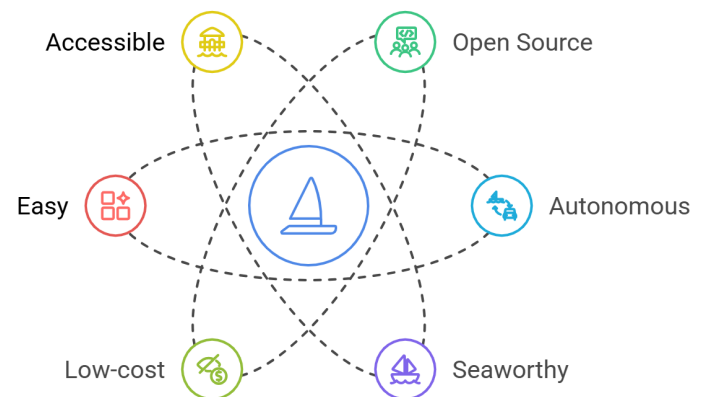 Accessible
Open Source
Easy
Autonomous
Low-cost
$
Seaworthy